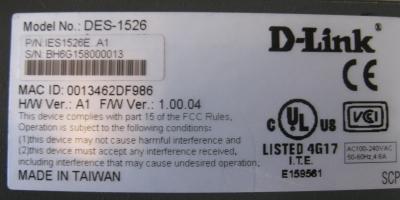 Model No.: DES-1526
D-Link
P/N: IES1526E..A1
S/N: BH6G158000013
CE
MAC ID: 0013462DF986
H/W Ver.: A1 F/W Ver.: 1.00.04
This device complies with part 15 of the FCC Rules.
Operation is subject to the following two conditions:
(1)this device may not cause harmful interference and
(2)this device must accept any interference received,
including interference that may cause undesired operation.
MADE IN TAIWAN
C UL US
LISTED 4G17
I.T.E.
E159561
VCI
AC100-240VAC
50-60Hz,
SCP